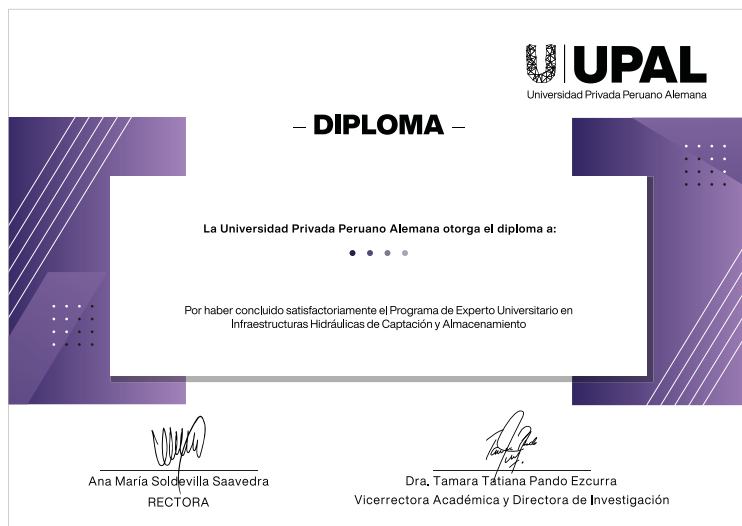 UPAL
Universidad Privada Peruano Alemana
– DIPLOMA –
La Universidad Privada Peruano Alemana otorga el diploma a:
Por haber concluido satisfactoriamente el Programa de Experto Universitario en
Infraestructuras Hidráulicas de Captación y Almacenamiento
Ana María Soldevilla Saavedra
RECTORA
Dra. Tamara Tatiana Pando Ezcurra
Vicerrectora Académica y Directora de Investigación